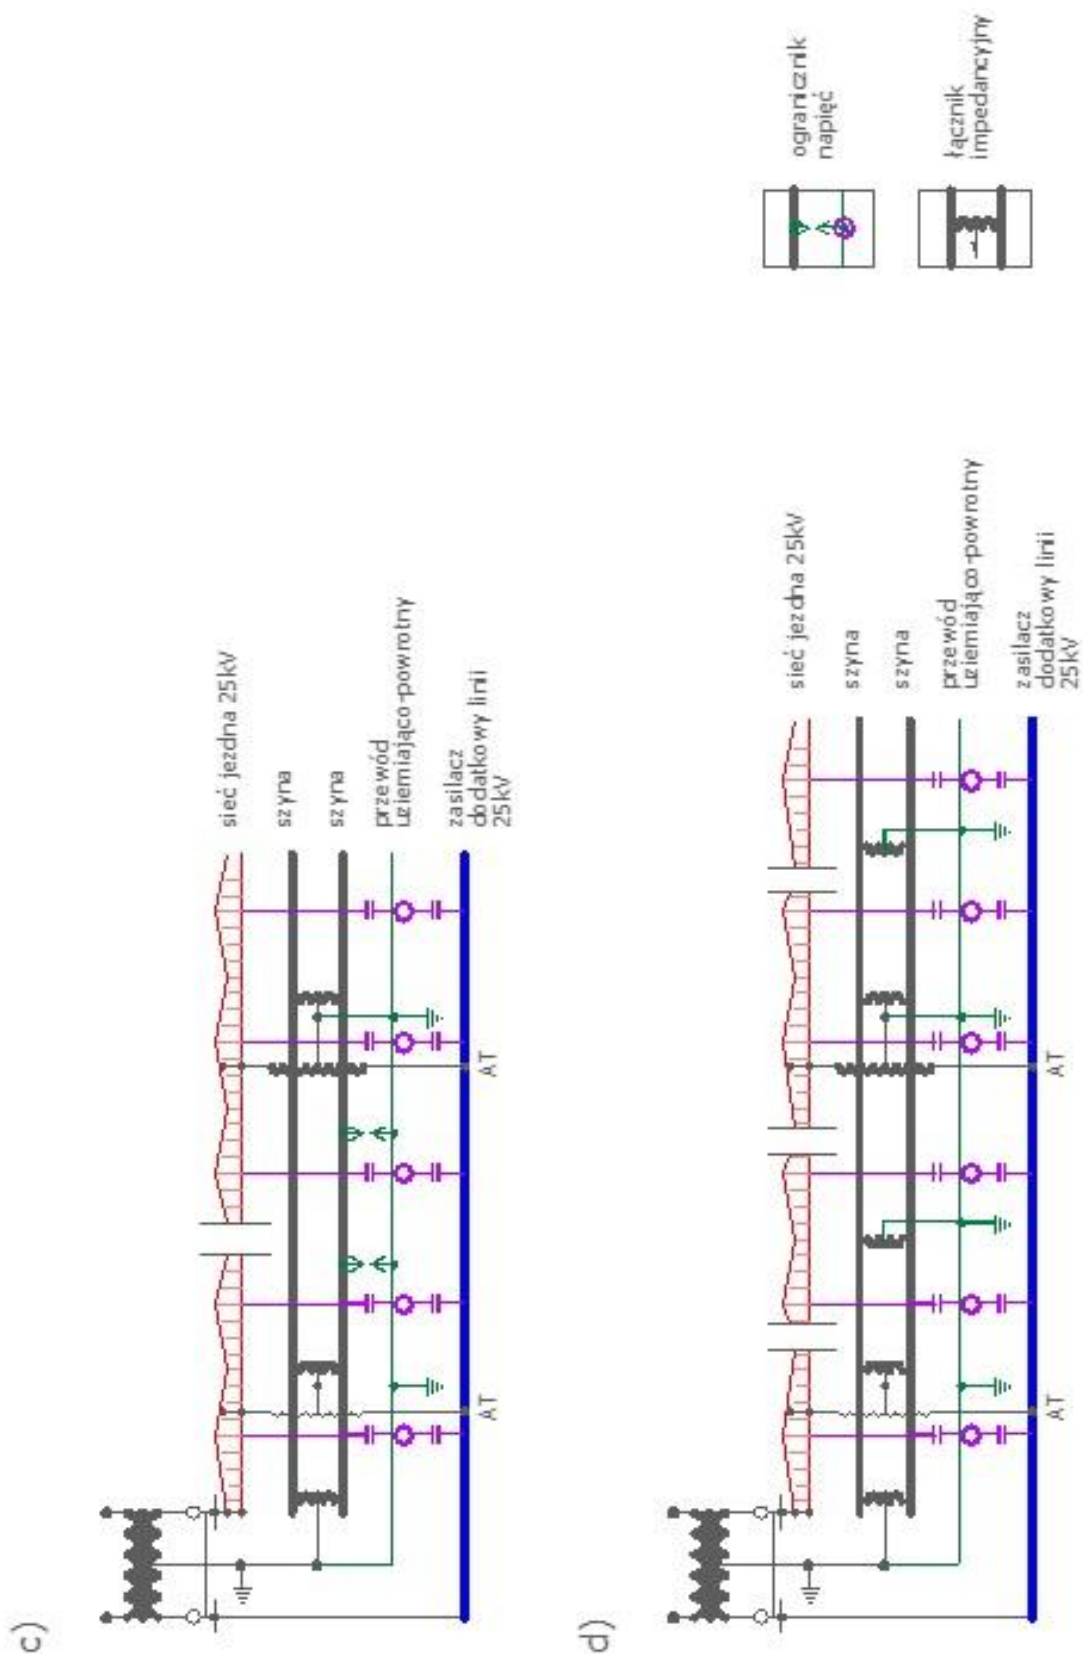 c)
sieć jezdna 25kV
szyna
szyna
przewód
uziemiająco-powrotny
zasilacz
dodatkowy linii
25kV
AT
AT
d)
sieć jezdna 25kV
szyna
szyna
przewód
uziemiająco-powrotny
zasilacz
dodatkowy linii
25kV
AT
AT
ogranicznik
napięć
łącznik
impedancyjny